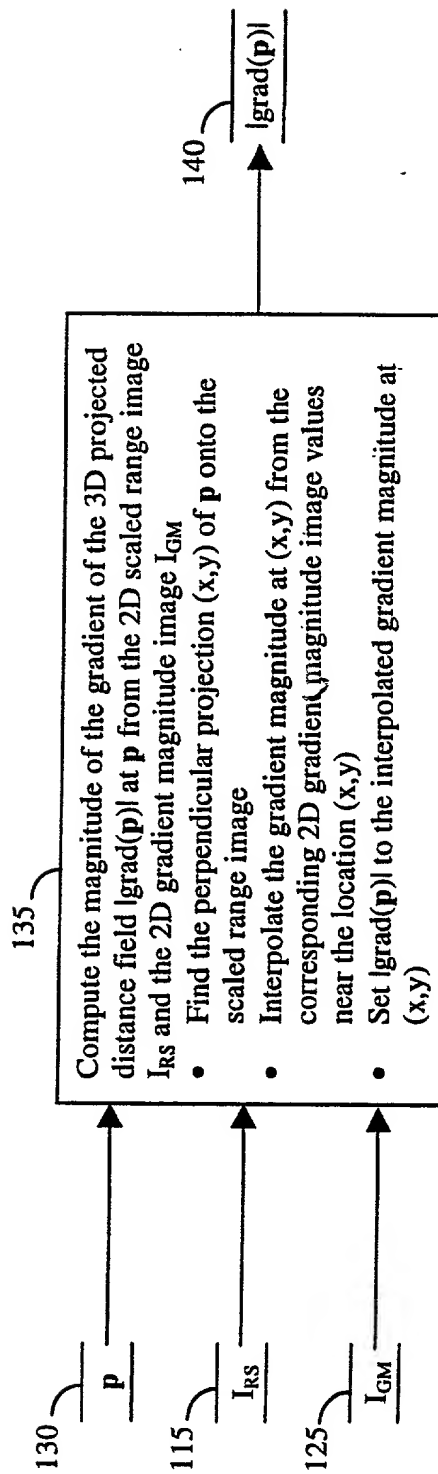 130
p
115
I_RS
125
I_GM
135
Compute the magnitude of the gradient of the 3D projected
distance field |grad(p)| at p from the 2D scaled range image
I_RS and the 2D gradient magnitude image I_GM
• Find the perpendicular projection (x,y) of p onto the
scaled range image
• Interpolate the gradient magnitude at (x,y) from the
corresponding 2D gradient magnitude image values
near the location (x,y)
• Set |grad(p)| to the interpolated gradient magnitude at
(x,y)
140
|grad(p)|